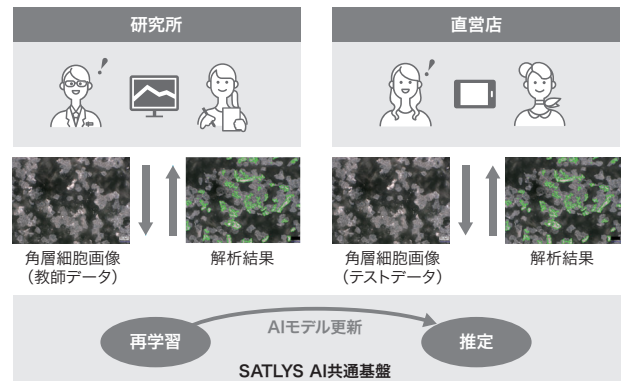 研究所
直営店
角層細胞画像
（教師データ）
解析結果
角層細胞画像
（テストデータ）
解析結果
AIモデル更新
再学習
推定
SATLYS AI共通基盤